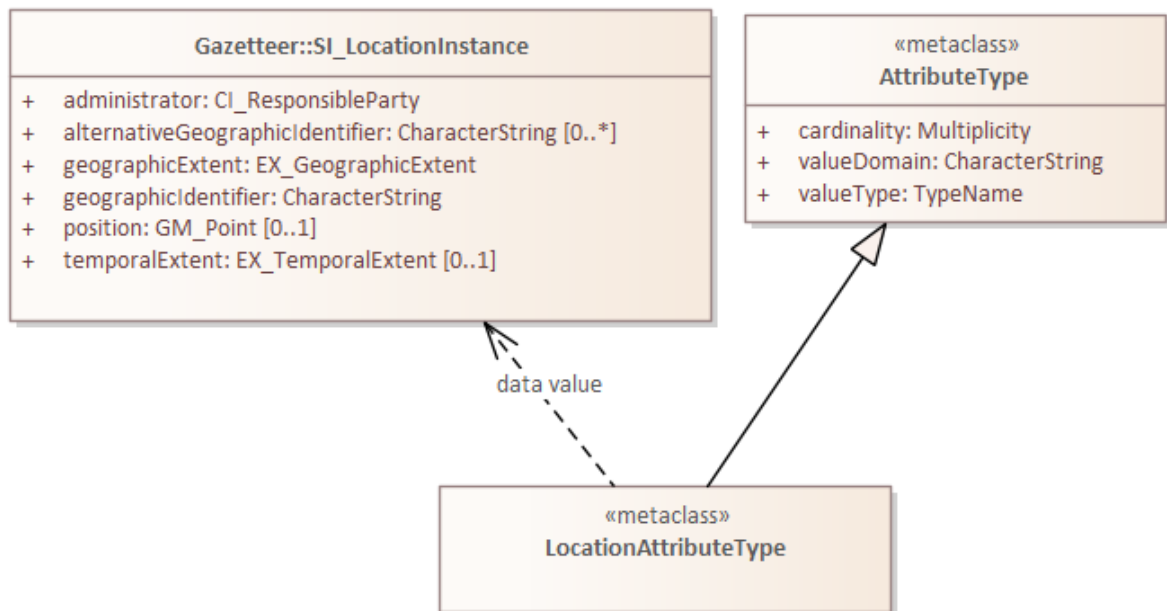 Gazetteer::SI_LocationInstance
+ administrator: CI_ResponsibleParty
+ alternativeGeographicIdentifier: CharacterString [0..*]
+ geographicExtent: EX_GeographicExtent
+ geographicIdentifier: CharacterString
+ position: GM_Point [0..1]
+ temporalExtent: EX_TemporalExtent [0..1]
«metaclass»
AttributeType
+ cardinality: Multiplicity
+ valueDomain: CharacterString
+ valueType: TypeName
data value
«metaclass»
LocationAttributeType